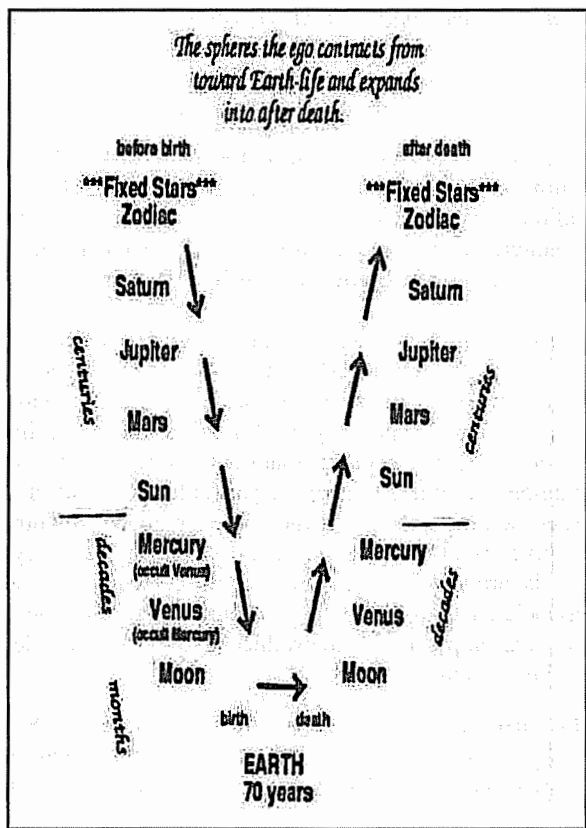 The spheres the ego contracts from
toward Earth-life and expands
into after death.
before birth
after death
***Fixed Stars***
Zodiac
***Fixed Stars***
Zodiac
Saturn
Saturn
Jupiter
Jupiter
centuries
centuries
Mars
Mars
Sun
Sun
Mercury
(occult Venus)
Mercury
decades
decades
Venus
(occult Mercury)
Venus
Moon
Moon
months
birth
death
EARTH
70 years